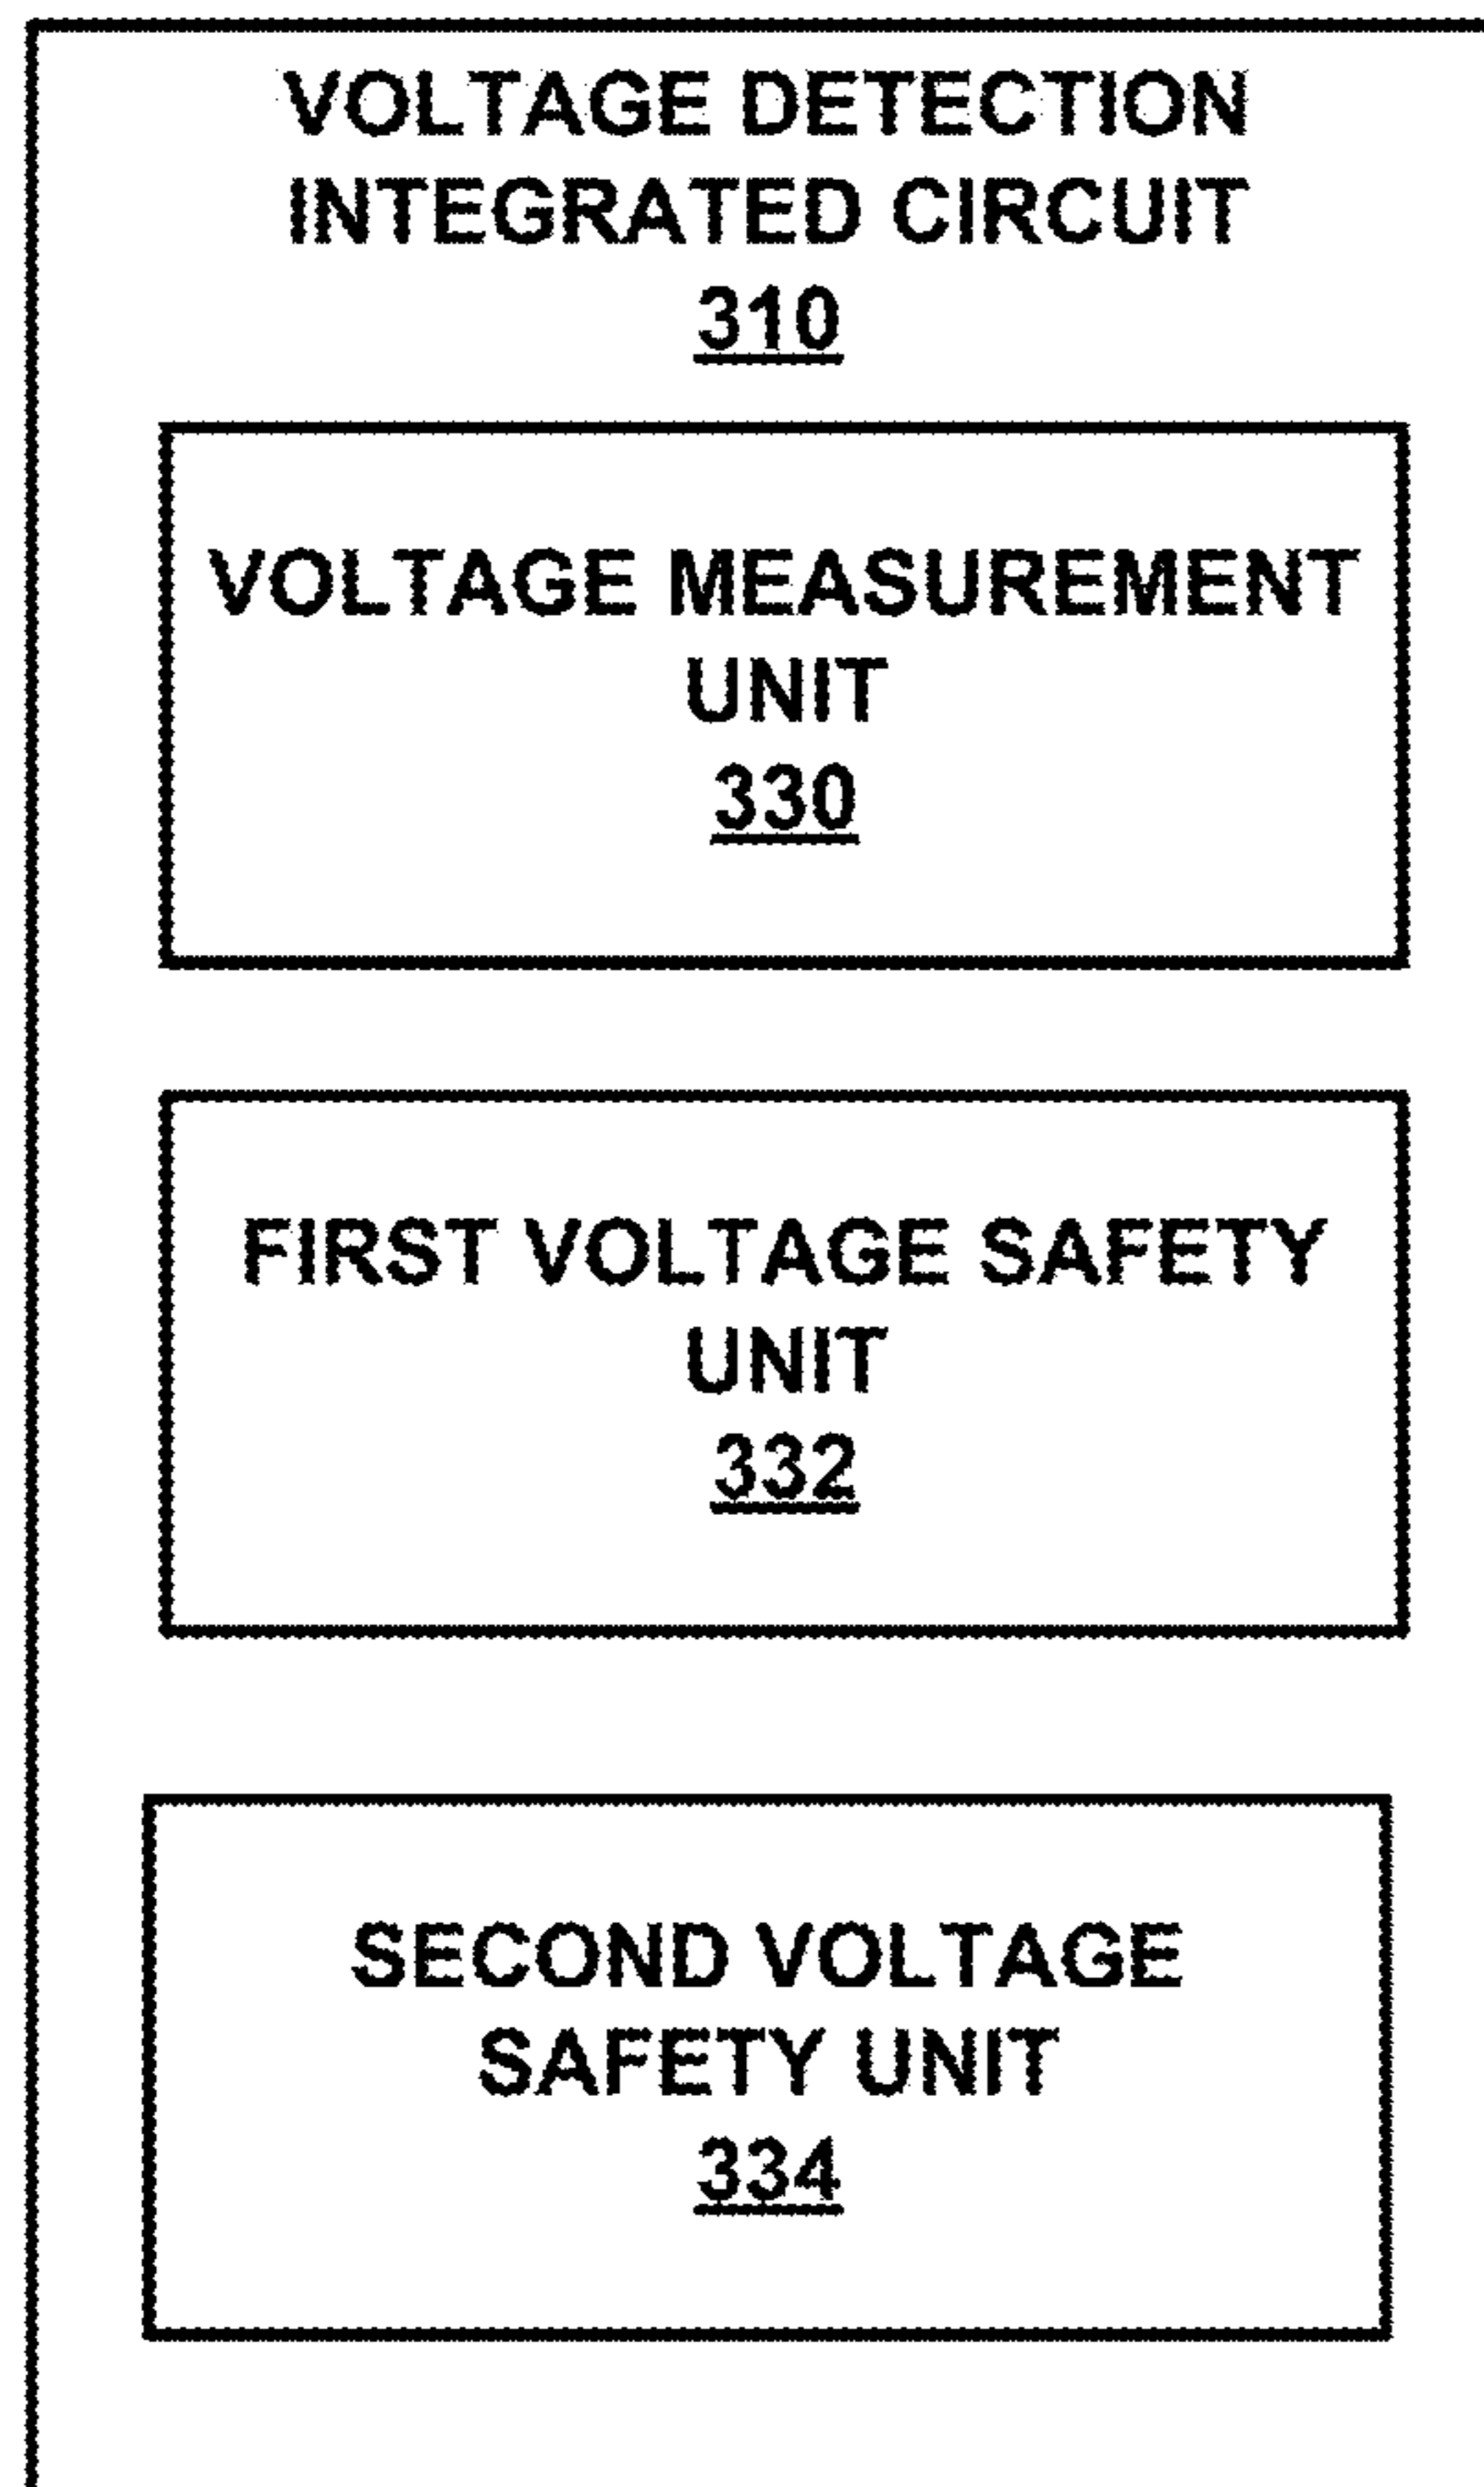 VOLTAGE DETECTION
INTEGRATED CIRCUIT
310
VOLTAGE MEASUREMENT
UNIT
330
FIRST VOLTAGE SAFETY
UNIT
332
SECOND VOLTAGE
SAFETY UNIT
334